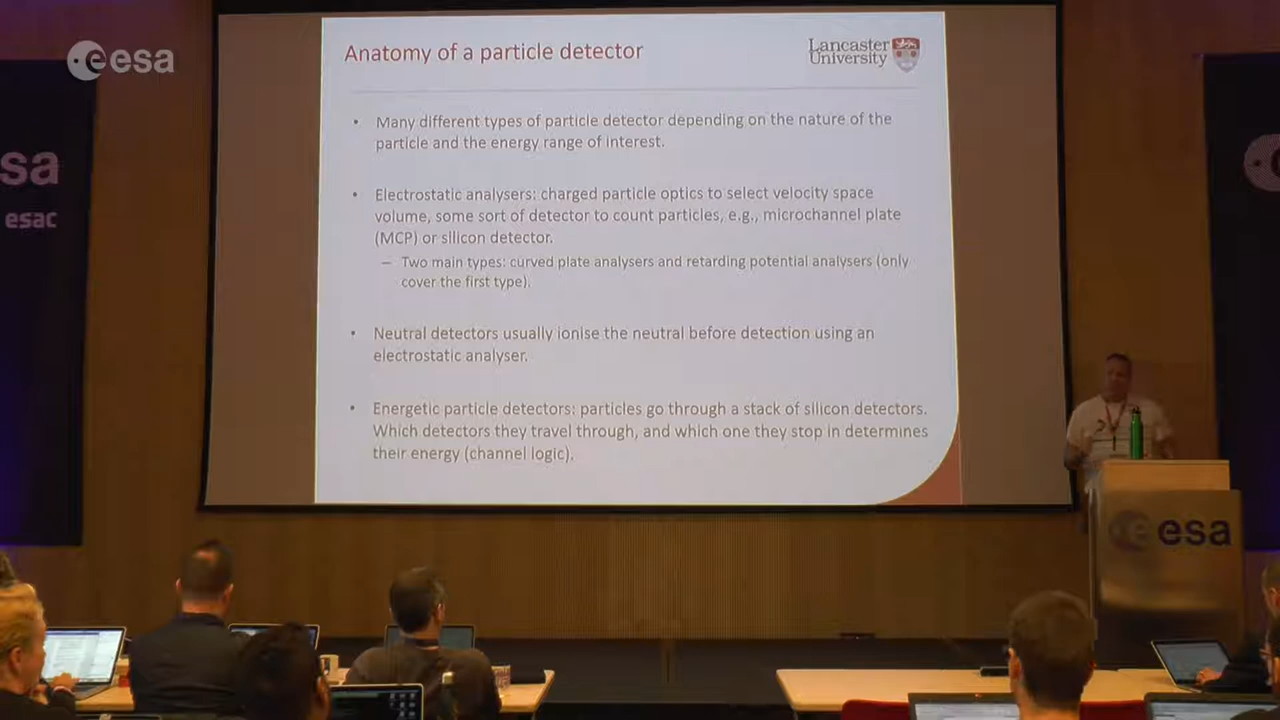 esa
Anatomy of a particle detector
Lancaster
University
• Many different types of particle detector depending on the nature of the
particle and the energy range of interest.
• Electrostatic analysers: charged particle optics to select velocity space
volume, some sort of detector to count particles, e.g., microchannel plate
(MCP) or silicon detector.
– Two main types: curved plate analysers and retarding potential analysers (only
cover the first type).
• Neutral detectors usually ionise the neutral before detection using an
electrostatic analyser.
• Energetic particle detectors: particles go through a stack of silicon detectors.
Which detectors they travel through, and which one they stop in determines
their energy (channel logic).
sa
esac
esa